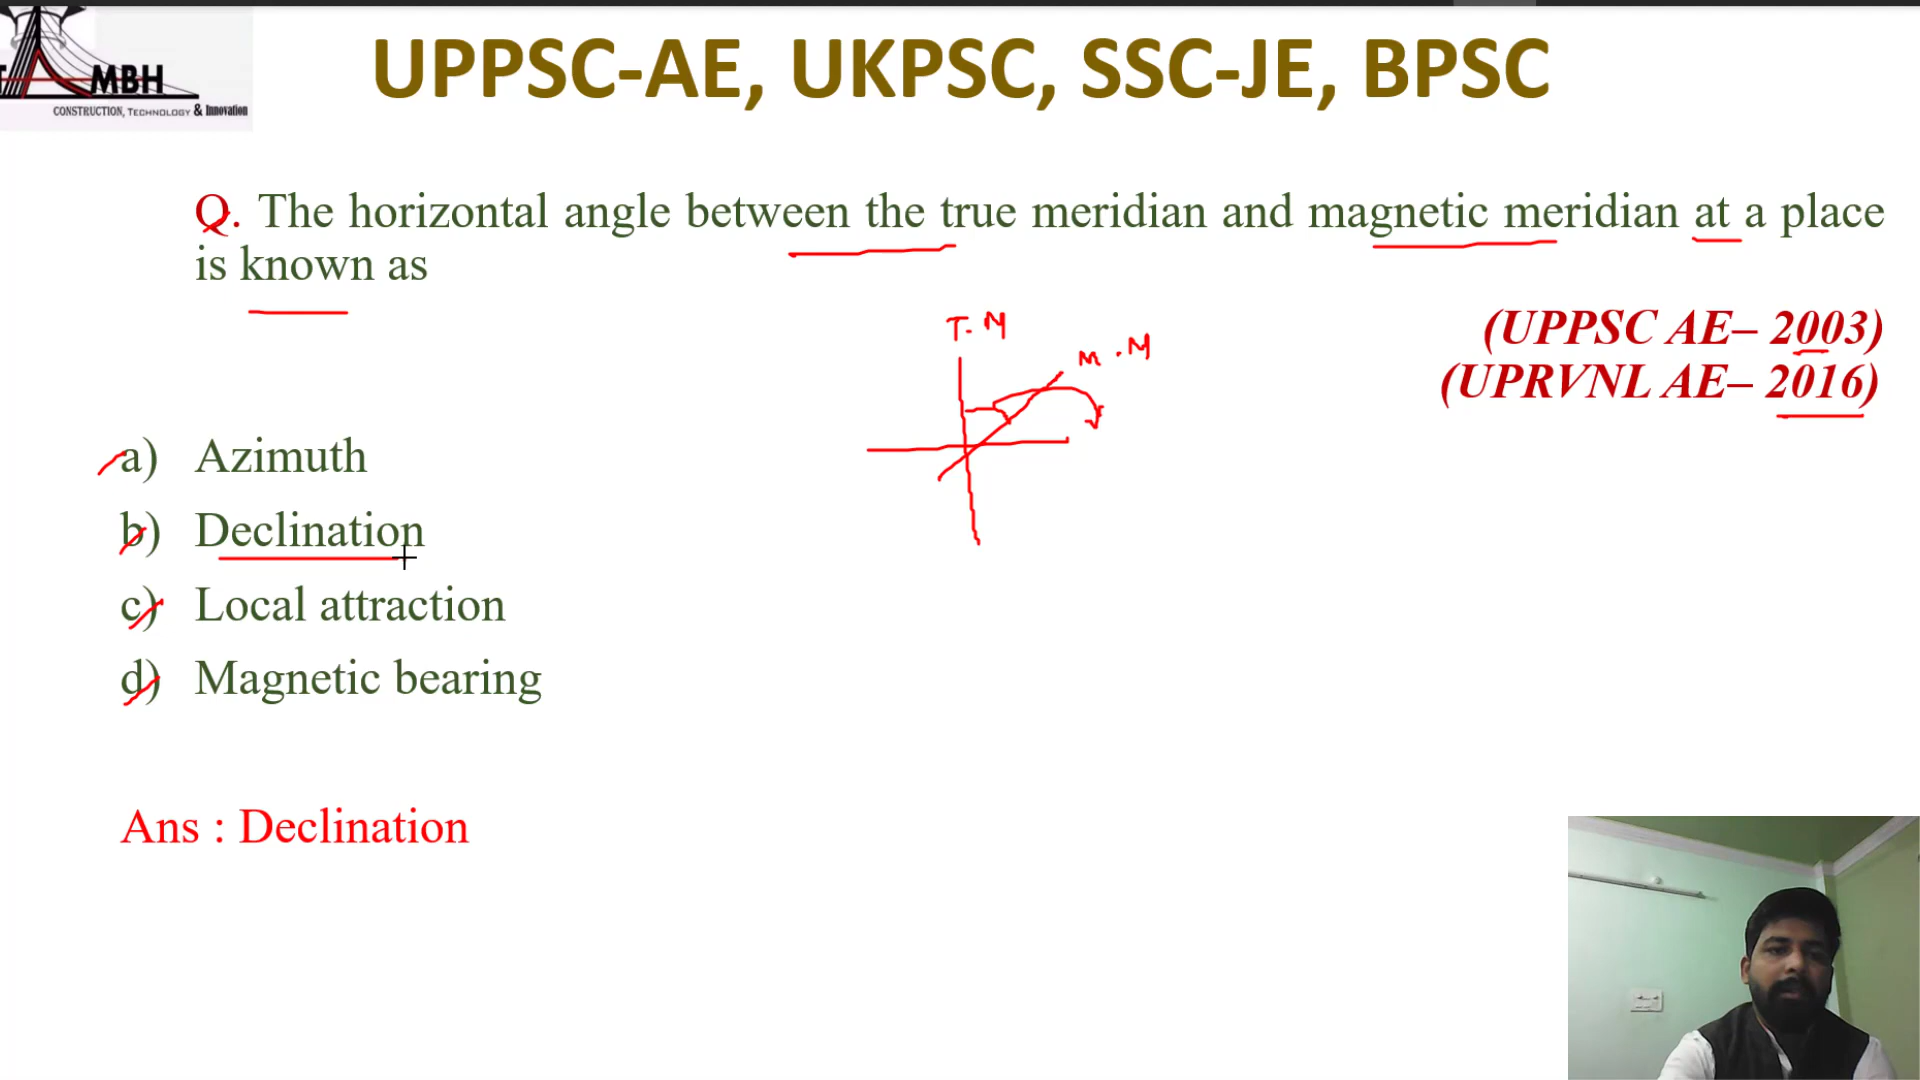 MBH
CONSTRUCTION, TECHNOLOGY & Innovation
UPPSC-AE, UKPSC, SSC-JE, BPSC
Q. The horizontal angle between the true meridian and magnetic meridian at a place
is known as
(UPPSC AE– 2003)
(UPRVNL AE– 2016)
T. M
M . M
a) Azimuth
b) Declination
c) Local attraction
d) Magnetic bearing
Ans : Declination